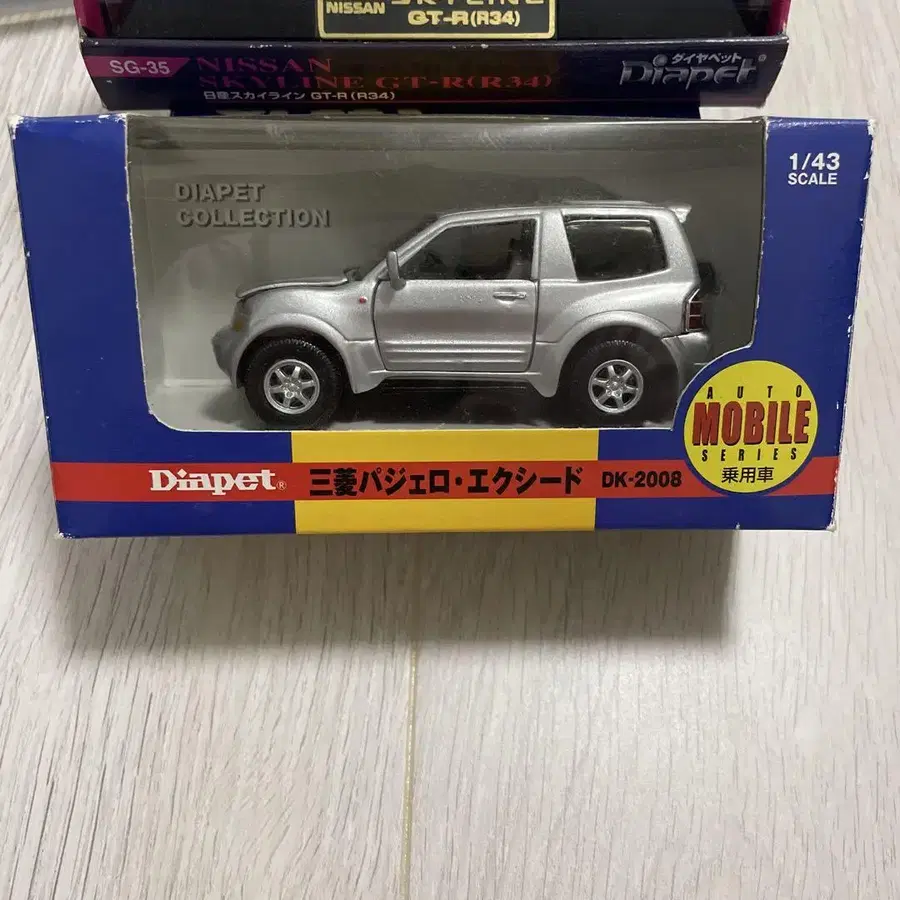 NISSAN SKYLINE
GT-R(R34)
SG-35 NISSAN
SKYLINE GT-R(R34)
日産スカイライン GT-R(R34)
ダイヤペット
Diapet®
1/43
SCALE
DIAPET
COLLECTION
AUTO
MOBILE
SERIES
乗用車
Diapet® 三菱パジェロ・エクシード DK-2008